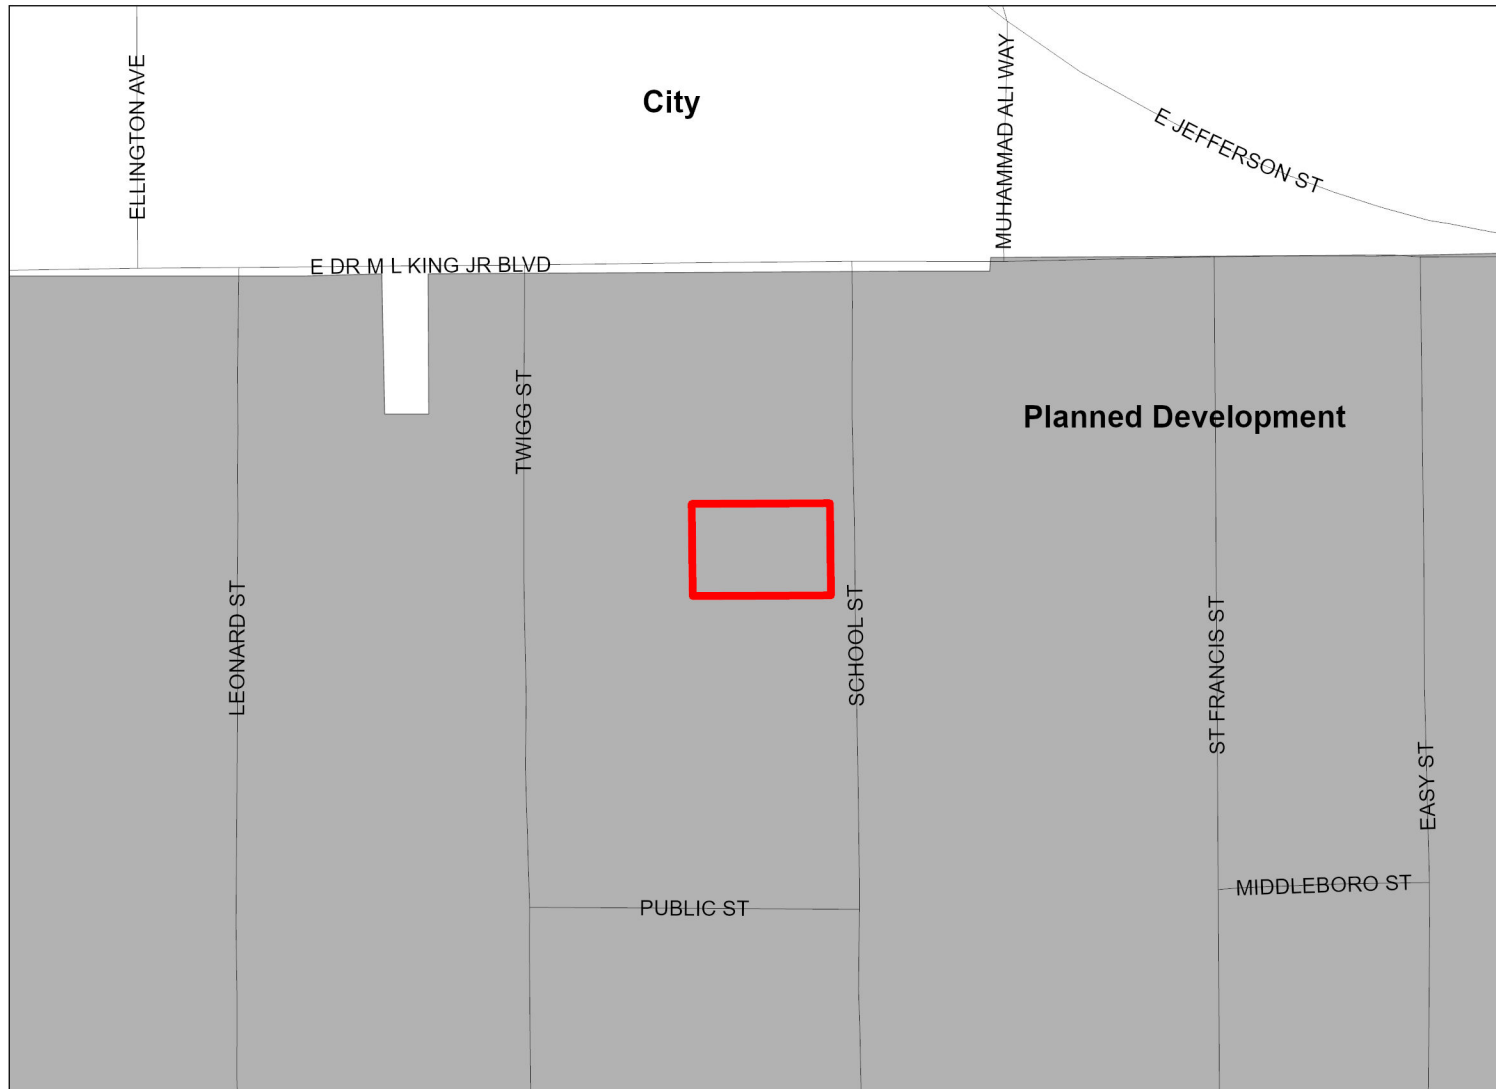 ELLINGTON AVE
City
MUHAMMAD ALI WAY
E JEFFERSON ST
E DR M L KING JR BLVD
TWIGG ST
Planned Development
LEONARD ST
SCHOOL ST
ST FRANCIS ST
EASY ST
MIDDLEBORO ST
PUBLIC ST